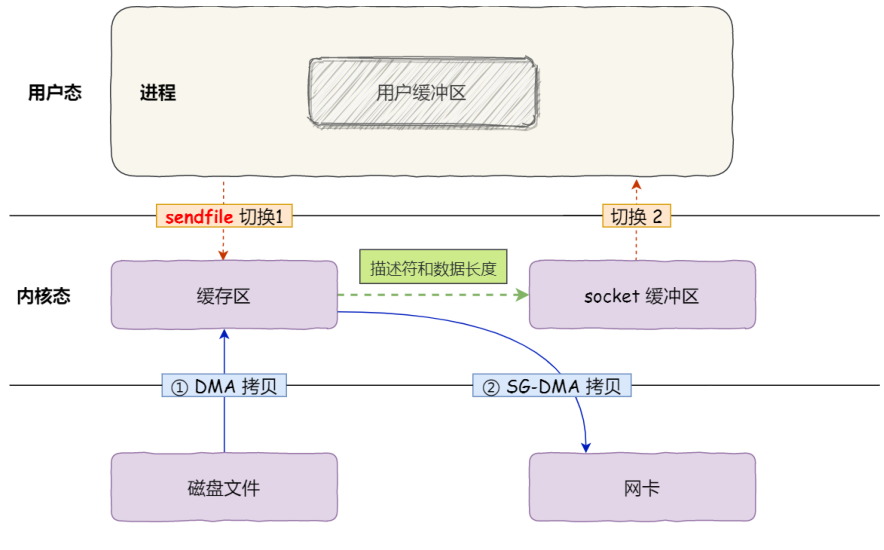 用户态
进程
用户缓冲区
sendfile 切换1
切换 2
描述符和数据长度
内核态
缓存区
socket 缓冲区
① DMA 拷贝
② SG-DMA 拷贝
磁盘文件
网卡